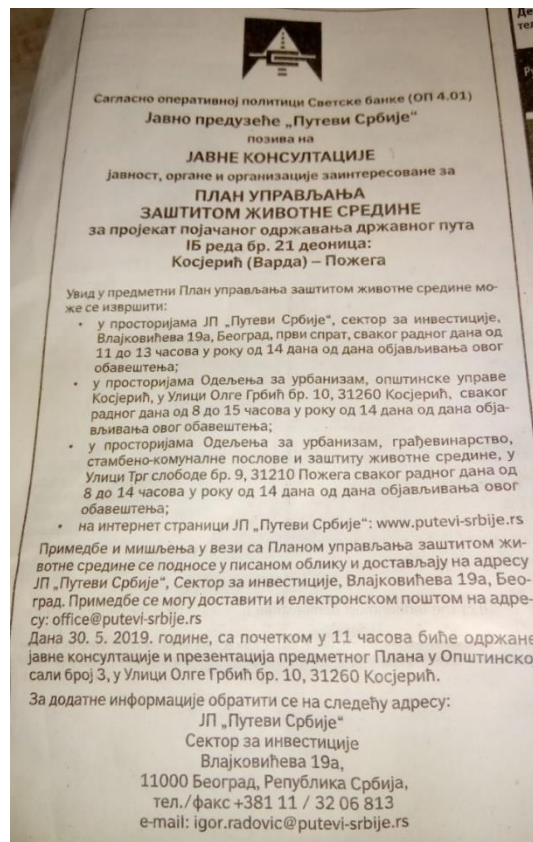 Сагласно оперативној политици Светске банке (ОП 4.01)
Јавно предузеће „Путеви Србије“
позива на
ЈАВНЕ КОНСУЛТАЦИЈЕ
јавност, органе и организације заинтересоване за
ПЛАН УПРАВЉАЊА
ЗАШТИТОМ ЖИВОТНЕ СРЕДИНЕ
за пројекат појачаног одржавања државног пута
IБ реда бр. 21 деоница:
Косјерић (Варда) – Пожега
Увид у предметни План управљања заштитом животне средине мо-
же се извршити:
• у просторијама ЈП „Путеви Србије“, сектор за инвестиције,
Влајковићева 19а, Београд, први спрат, сваког радног дана од
11 до 13 часова у року од 14 дана од дана објављивања овог
обавештења;
• у просторијама Одељења за урбанизам, општинске управе
Косјерић, у Улици Олге Грбић бр. 10, 31260 Косјерић, сваког
радног дана од 8 до 15 часова у року од 14 дана од дана обја-
вљивања овог обавештења;
• у просторијама Одељења за урбанизам, грађевинарство,
стамбено-комуналне послове и заштиту животне средине, у
Улици Трг слободе бр. 9, 31210 Пожега сваког радног дана од
8 до 14 часова у року од 14 дана од дана објављивања овог
обавештења;
• на интернет страници ЈП „Путеви Србије“: www.putevi-srbije.rs
Примедбе и мишљења у вези са Планом управљања заштитом жи-
вотне средине се подносе у писаном облику и достављају на адресу
ЈП „Путеви Србије“, Сектор за инвестиције, Влајковићева 19а, Бео-
град. Примедбе се могу доставити и електронском поштом на адре-
су: office@putevi-srbije.rs
Дана 30. 5. 2019. године, са почетком у 11 часова биће одржане
јавне консултације и презентација предметног Плана у Општинско
сали број 3, у Улици Олге Грбић бр. 10, 31260 Косјерић.
За додатне информације обратити се на следећу адресу:
ЈП „Путеви Србије“
Сектор за инвестиције
Влајковићева 19а,
11000 Београд, Република Србија,
тел./факс +381 11 / 32 06 813
e-mail: igor.radovic@putevi-srbije.rs